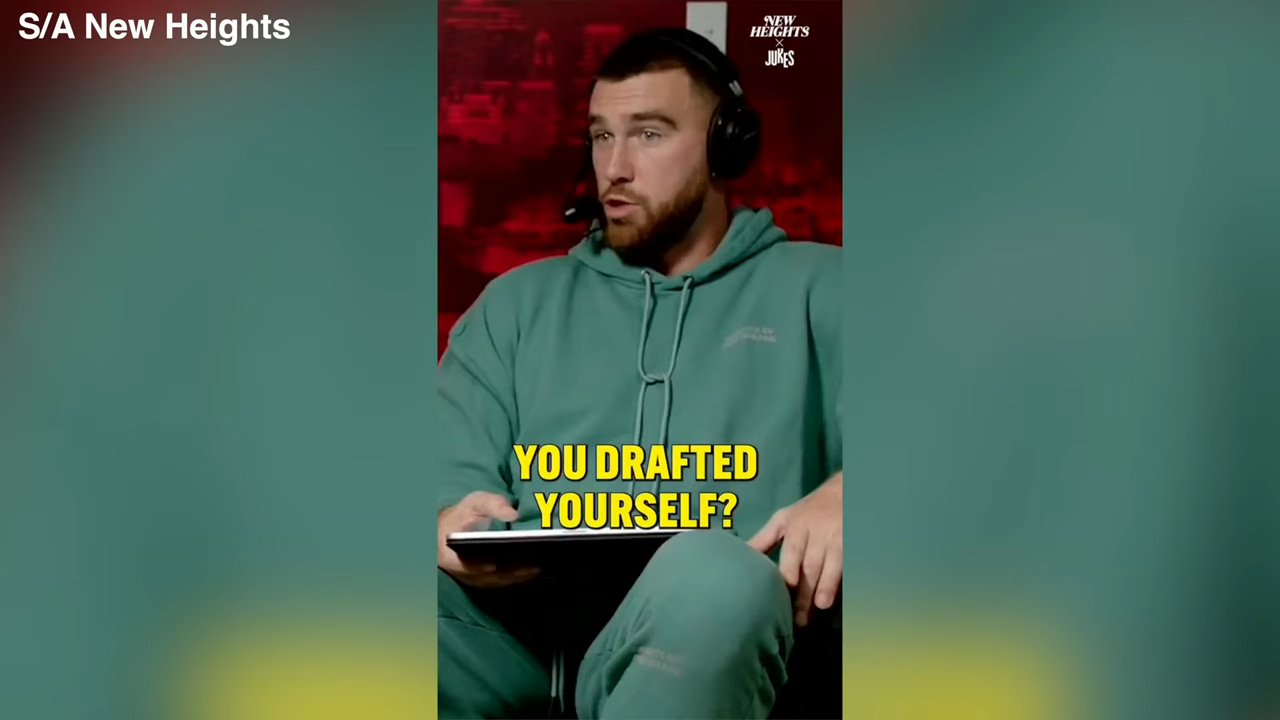 S/A New Heights
NEW
HEIGHTS
×
JUKES
YOU DRAFTED
YOURSELF?